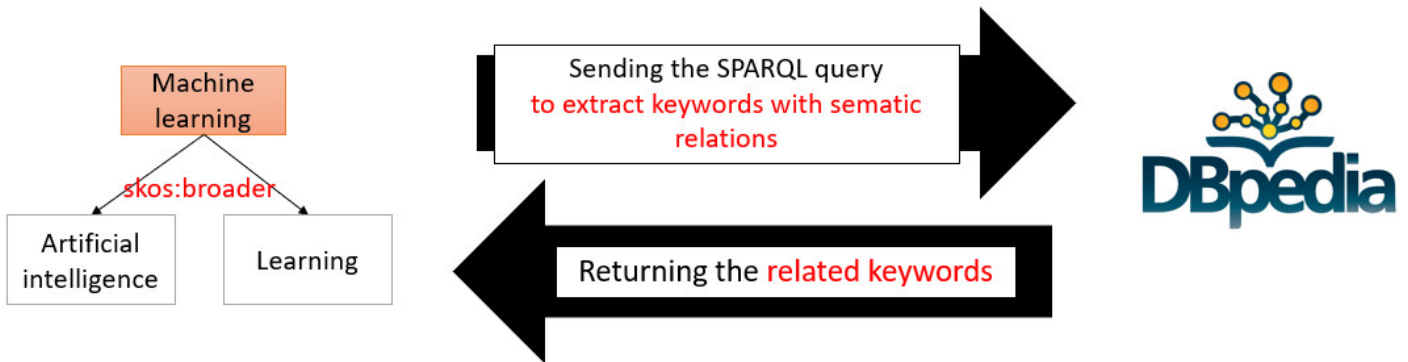 Machine
learning
skos:broader
Artificial
intelligence
Learning
Sending the SPARQL query
to extract keywords with sematic
relations
Returning the related keywords
DBpedia